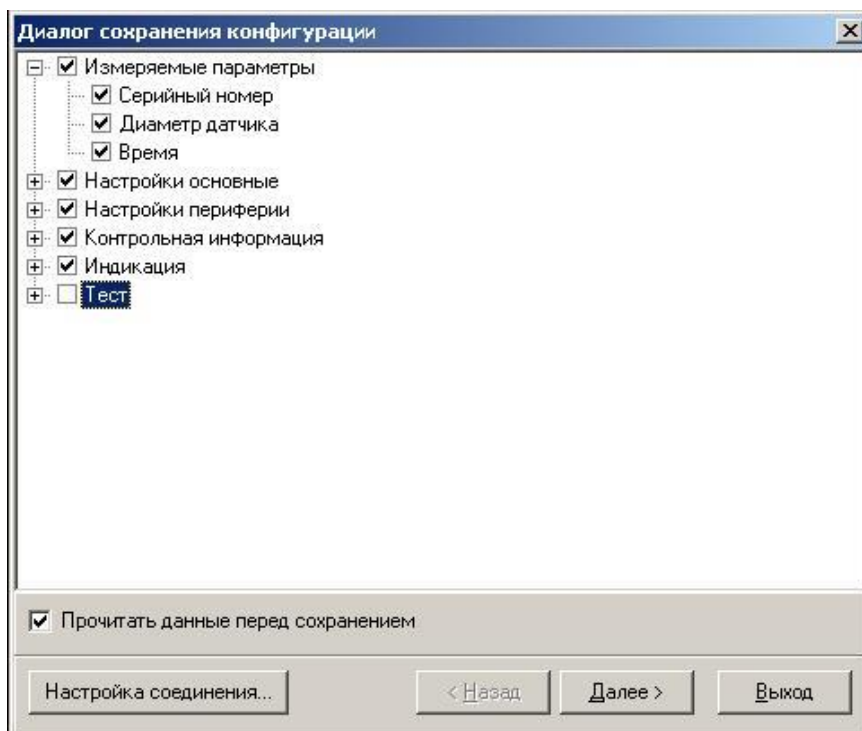 Диалог сохранения конфигурации
Измеряемые параметры
Серийный номер
Диаметр датчика
Время
Настройки основные
Настройки периферии
Контрольная информация
Индикация
Тест
Прочитать данные перед сохранением
Настройка соединения... < Назад Далее > Выход